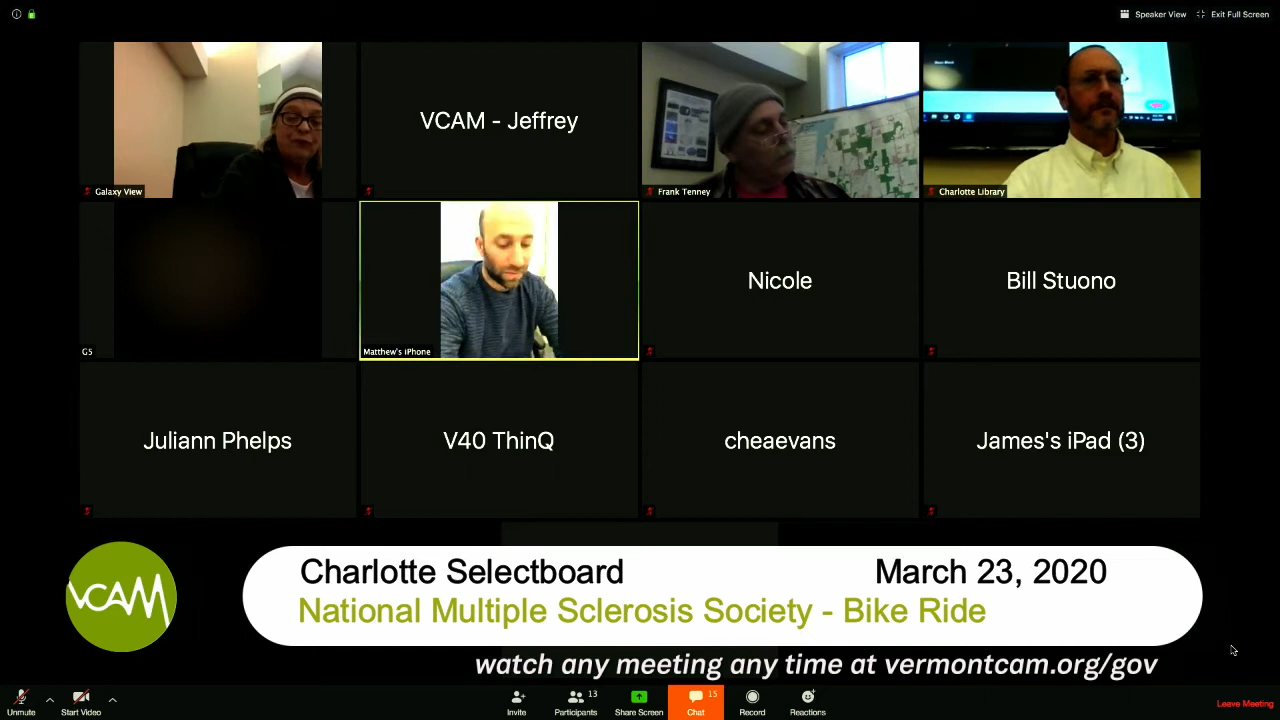 Speaker View
Exit Full Screen
Galaxy View
VCAM - Jeffrey
Frank Tenney
Charlotte Library
G5
Matthew's iPhone
Nicole
Bill Stuono
Juliann Phelps
V40 ThinQ
cheaevans
James's iPad (3)
VCAM
Charlotte Selectboard
March 23, 2020
National Multiple Sclerosis Society - Bike Ride
watch any meeting any time at vermontcam.org/gov
Unmute
Start Video
Invite
Participants 13
Share Screen
Chat 15
Record
Reactions
Leave Meeting